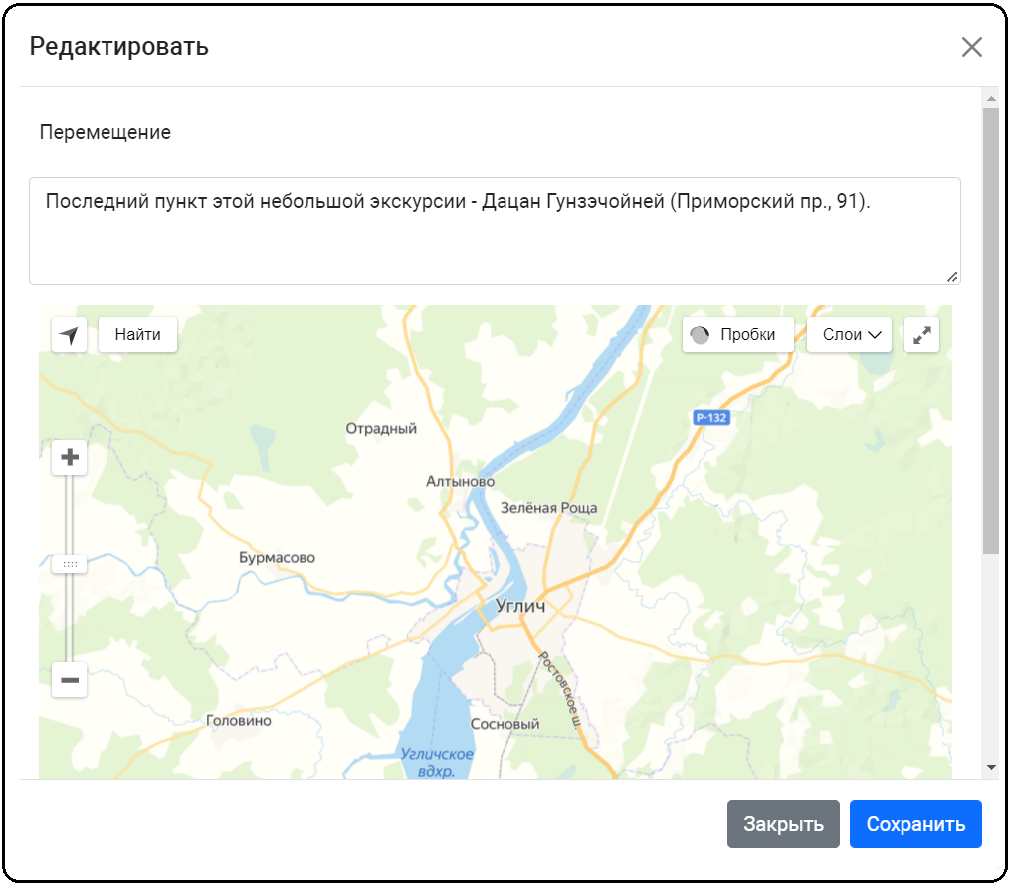 Редактировать
Перемещение
Последний пункт этой небольшой экскурсии - Дацан Гунзэчойней (Приморский пр., 91).
Найти
Пробки
Слои
Р-132
Отрадный
Алтыново
Зелёная Роща
Бурмасово
Углич
Ростовское ш.
Головино
Сосновый
Угличское
вдхр.
Закрыть
Сохранить